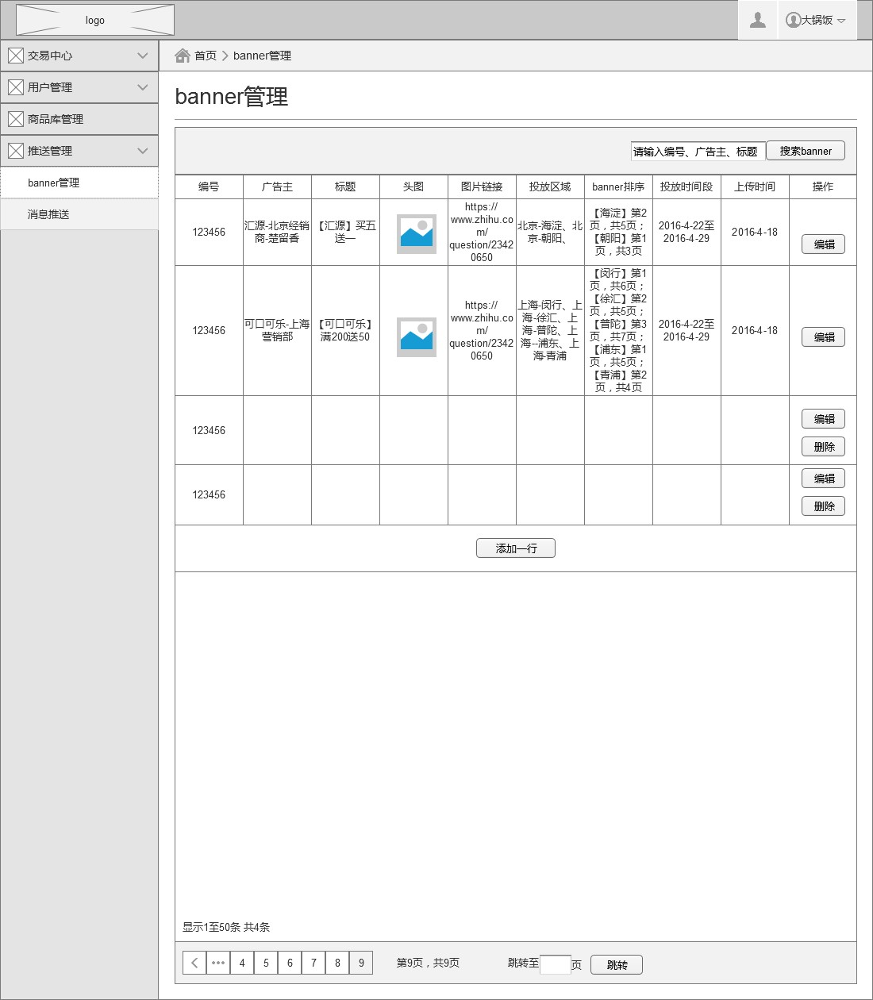 logo
大锅饭
交易中心
用户管理
商品库管理
推送管理
banner管理
消息推送
首页 banner管理
banner管理
请输入编号、广告主、标题 搜索banner
编号 广告主 标题 头图 图片链接 投放区域 banner排序 投放时间段 上传时间 操作
123456
汇源-北京经销
商-楚留香
【汇源】买五
送一
https://
www.zhihu.co
m/
question/2342
0650
北京-海淀、北
京-朝阳、
【海淀】第2
页，共5页；
【朝阳】第1
页，共3页
2016-4-22至
2016-4-29
2016-4-18
编辑
123456
可口可乐-上海
营销部
【可口可乐】
满200送50
https://
www.zhihu.co
m/
question/2342
0650
上海-闵行、上
海-徐汇、上
海-普陀、上
海--浦东、上
海-青浦
【闵行】第1
页，共6页；
【徐汇】第2
页，共5页；
【普陀】第3
页，共7页；
【浦东】第1
页，共5页；
【青浦】第2
页，共4页
2016-4-22至
2016-4-29
2016-4-18
编辑
123456
编辑
删除
123456
编辑
删除
添加一行
显示1至50条 共4条
4 5 6 7 8 9 第9页，共9页 跳转至 页 跳转